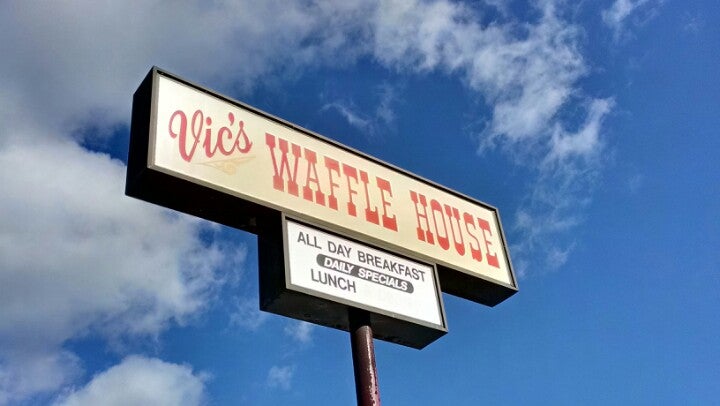 Vic's WAFFLE HOUSE
ALL DAY BREAKFAST
DAILY SPECIALS
LUNCH